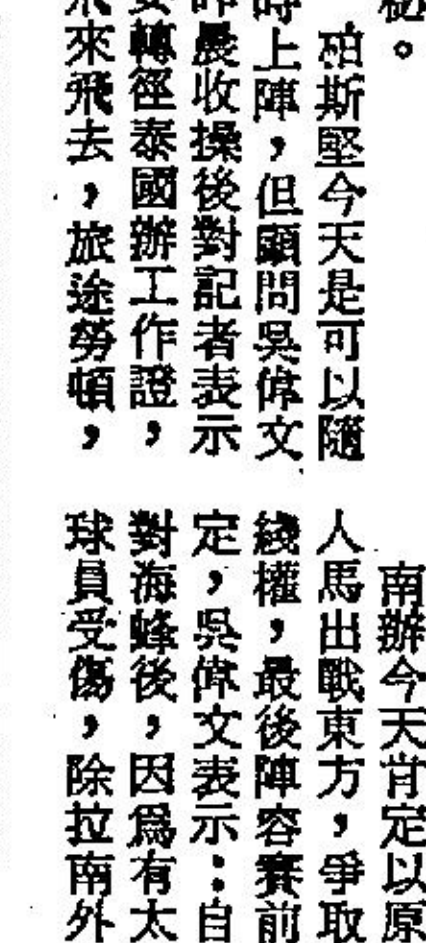 秘。
　柏斯堅今天是可以隨
時上陣，但顧問吳偉文
昨晨收操後對記者表示
要轉徑泰國辦工作證，
飛來飛去，旅途勞頓，
　南辦今天肯定以原
人馬出戰東方，爭取
綫權，最後陣容賽前
定，吳偉文表示：自
對海蜂後，因爲有太
球員受傷，除拉南外